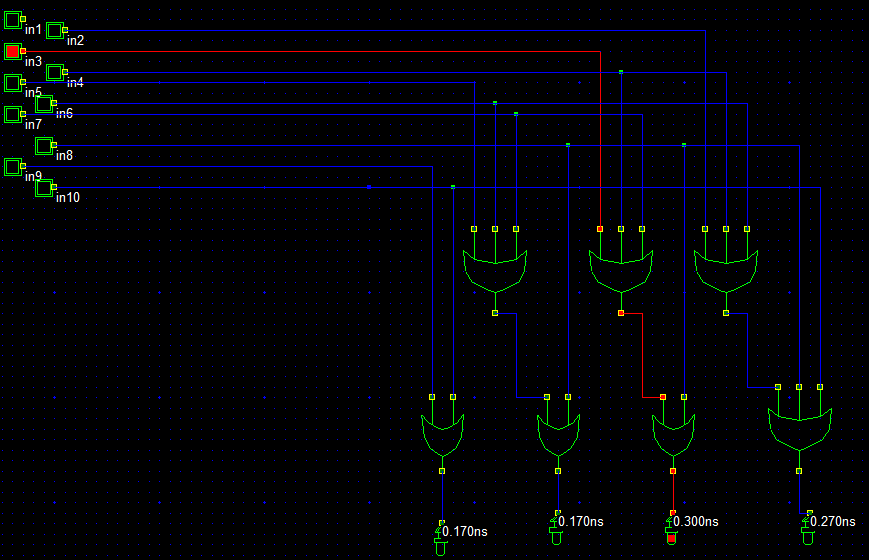 in1
in2
in3
in4
in5
in6
in7
in8
in9
in10
0.170ns
0.170ns
0.300ns
0.270ns